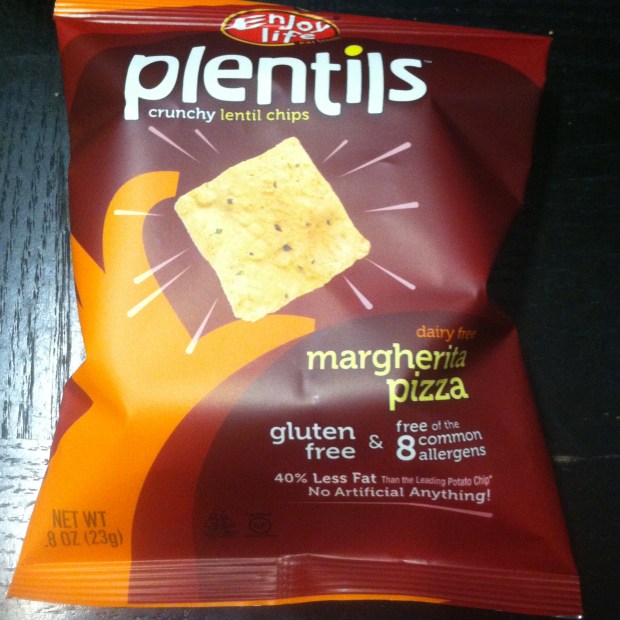 Enjoy
life
plentils™
crunchy lentil chips
dairy free
margherita
pizza
gluten
free
&
free of the
8 common
allergens
40% Less Fat Than the Leading Potato Chip*
No Artificial Anything!
NET WT
.8 OZ (23g)